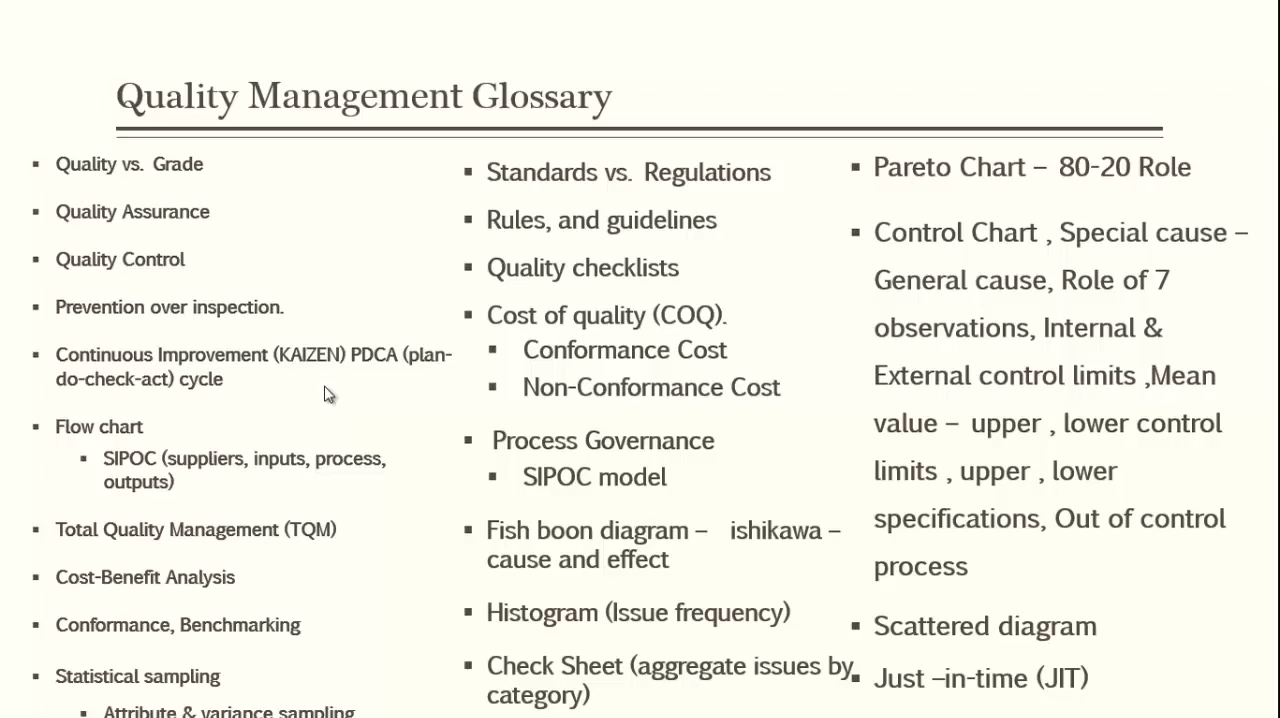 Quality Management Glossary
▪ Quality vs. Grade
▪ Quality Assurance
▪ Quality Control
▪ Prevention over inspection.
▪ Continuous Improvement (KAIZEN) PDCA (plan-
do-check-act) cycle
▪ Flow chart
▪ SIPOC (suppliers, inputs, process,
outputs)
▪ Total Quality Management (TQM)
▪ Cost-Benefit Analysis
▪ Conformance, Benchmarking
▪ Statistical sampling
▪ Attribute & variance sampling
▪ Standards vs. Regulations
▪ Rules, and guidelines
▪ Quality checklists
▪ Cost of quality (COQ).
▪ Conformance Cost
▪ Non-Conformance Cost
▪ Process Governance
▪ SIPOC model
▪ Fish boon diagram – ishikawa –
cause and effect
▪ Histogram (Issue frequency)
▪ Check Sheet (aggregate issues by
category)
▪ Pareto Chart – 80-20 Role
▪ Control Chart , Special cause –
General cause, Role of 7
observations, Internal &
External control limits ,Mean
value – upper , lower control
limits , upper , lower
specifications, Out of control
process
▪ Scattered diagram
▪ Just –in-time (JIT)